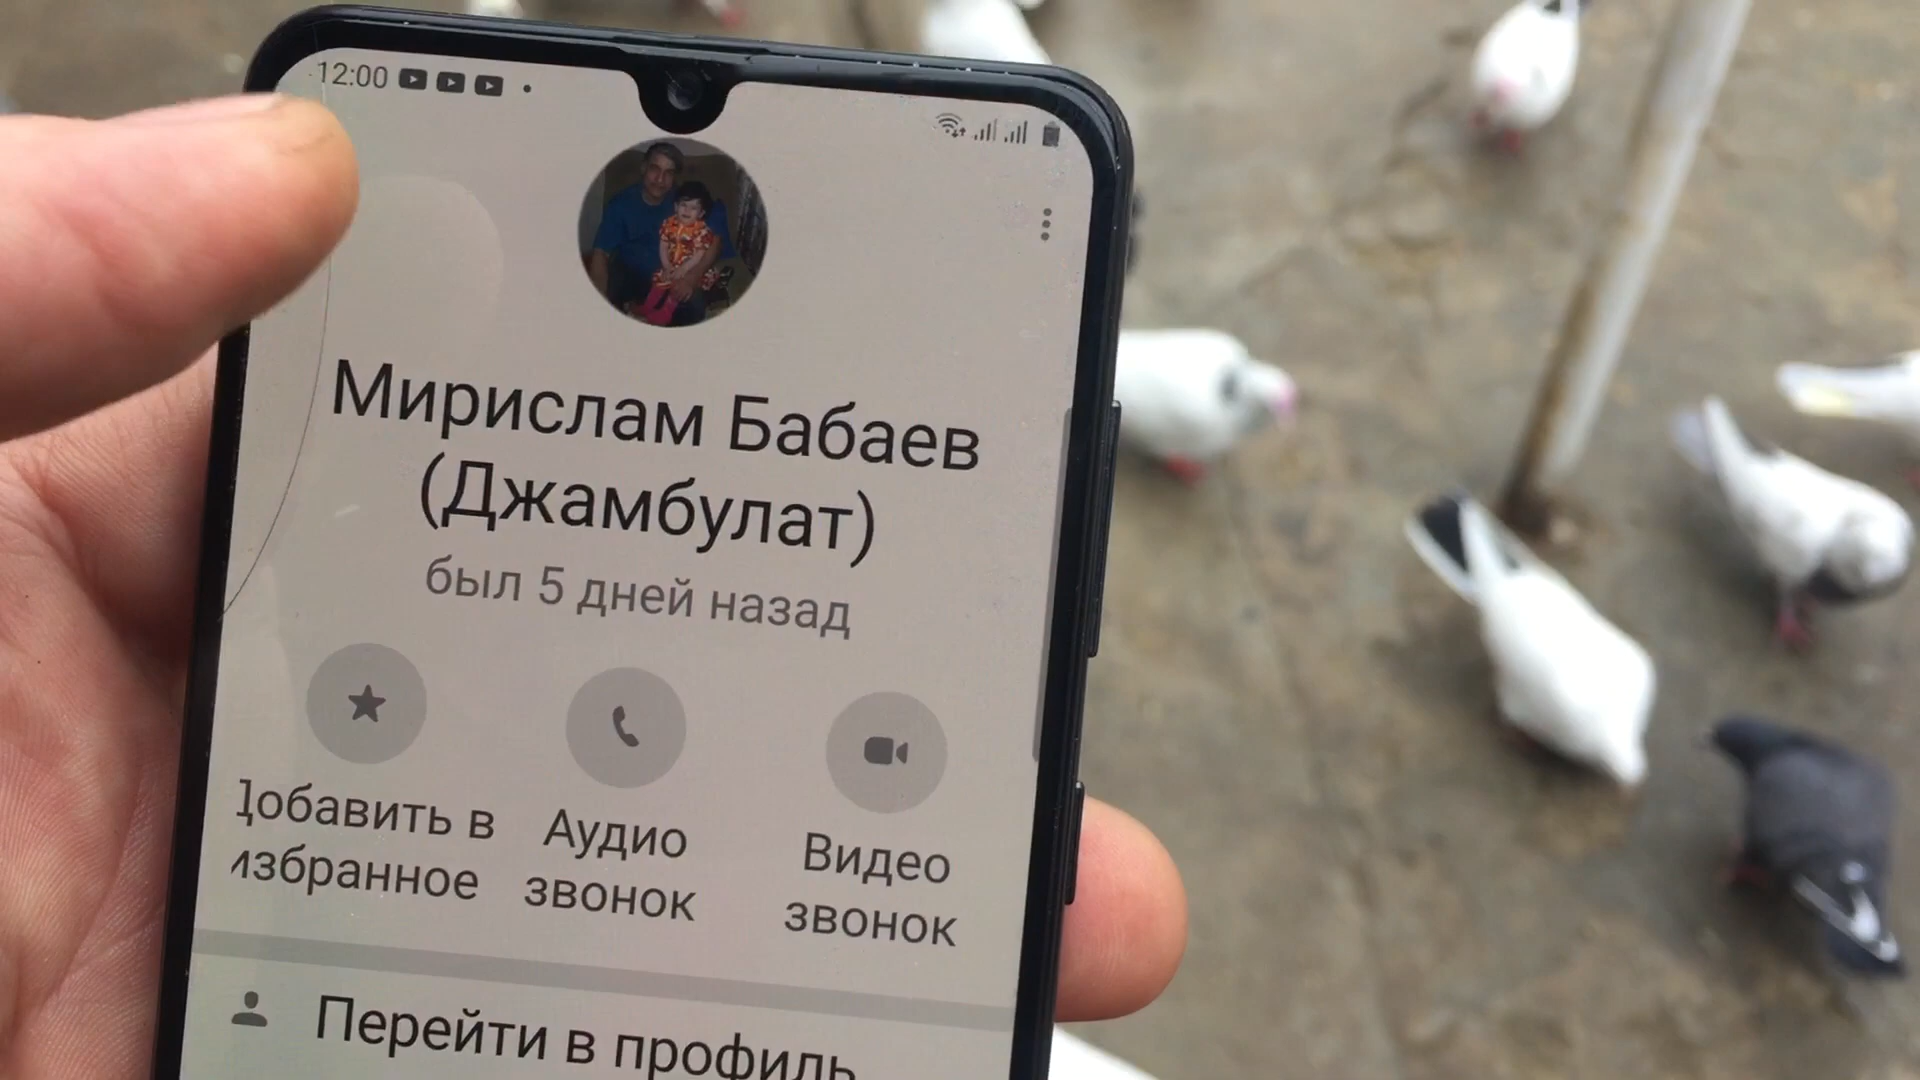 12:00
Мирислам Бабаев
(Джамбулат)
был 5 дней назад
Добавить в
избранное
Аудио
звонок
Видео
звонок
Перейти в профиль